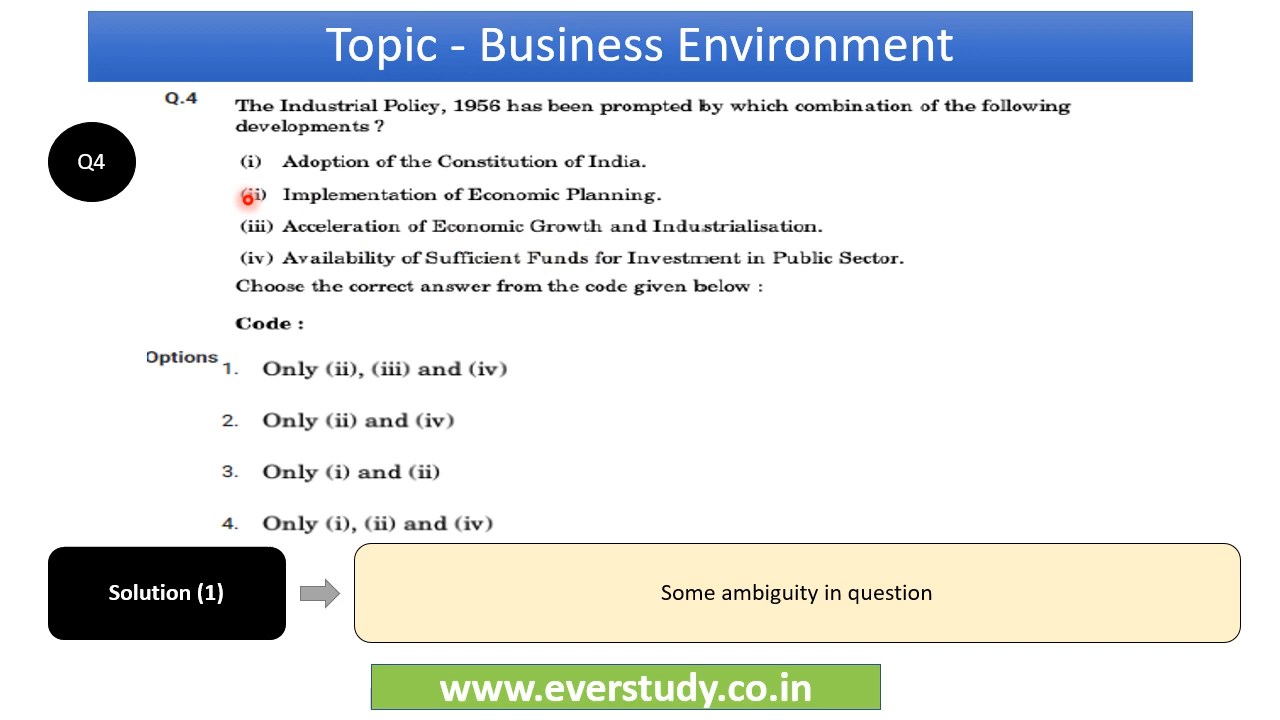 Topic - Business Environment
Q.4
The Industrial Policy, 1956 has been prompted by which combination of the following
developments ?
Q4
(i) Adoption of the Constitution of India.
(ii) Implementation of Economic Planning.
(iii) Acceleration of Economic Growth and Industrialisation.
(iv) Availability of Sufficient Funds for Investment in Public Sector.
Choose the correct answer from the code given below :
Code :
Options
1. Only (ii), (iii) and (iv)
2. Only (ii) and (iv)
3. Only (i) and (ii)
4. Only (i), (ii) and (iv)
Solution (1)
Some ambiguity in question
www.everstudy.co.in